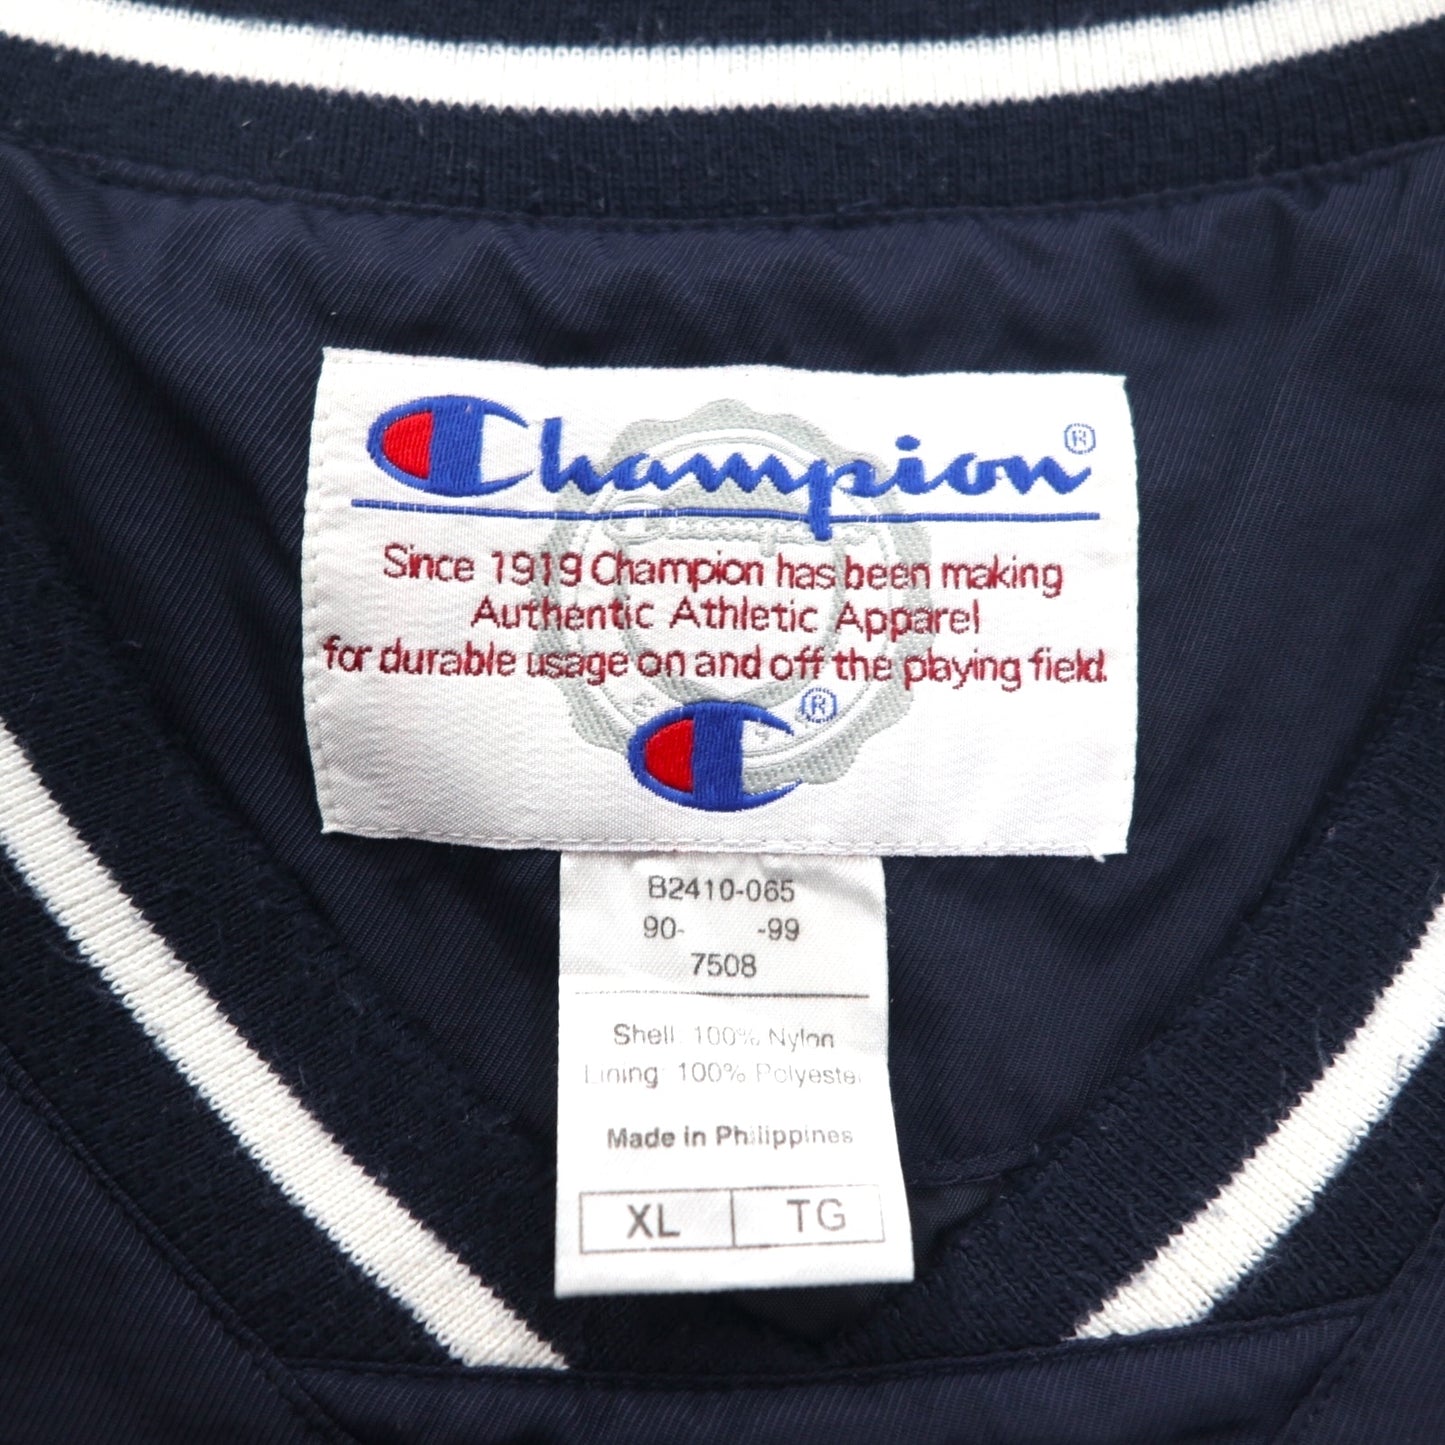 Champion®
Since 1919 Champion has been making
Authentic Athletic Apparel
for durable usage on and off the playing field.
®
B2410-065
90- -99
7508
Shell: 100% Nylon
Lining: 100% Polyester
Made in Philippines
XL TG